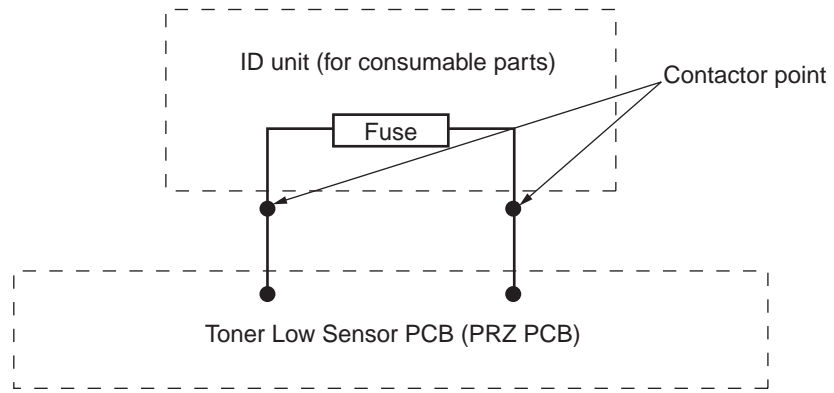 ID unit (for consumable parts)
Contactor point
Fuse
Toner Low Sensor PCB (PRZ PCB)